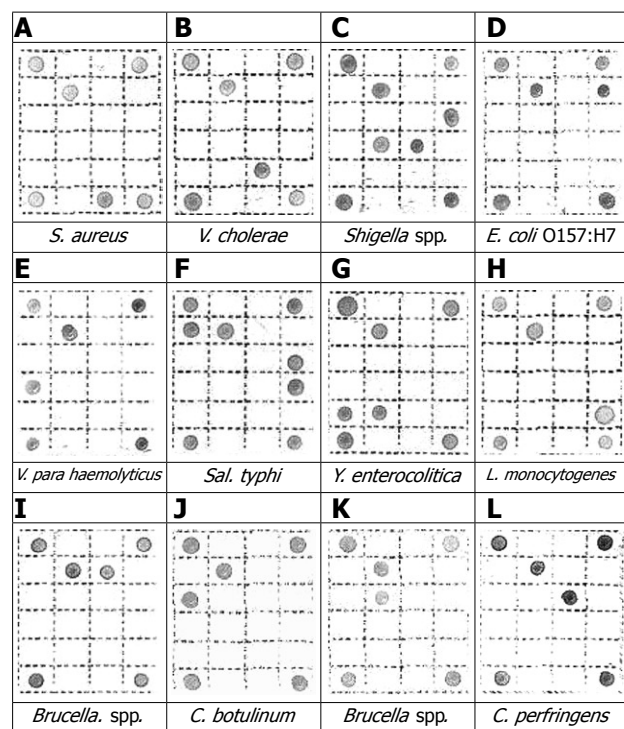 A B C D
S. aureus V. cholerae Shigella spp. E. coli O157:H7
E F G H
V. para haemolyticus Sal. typhi Y. enterocolitica L. monocytogenes
I J K L
Brucella. spp. C. botulinum Brucella spp. C. perfringens